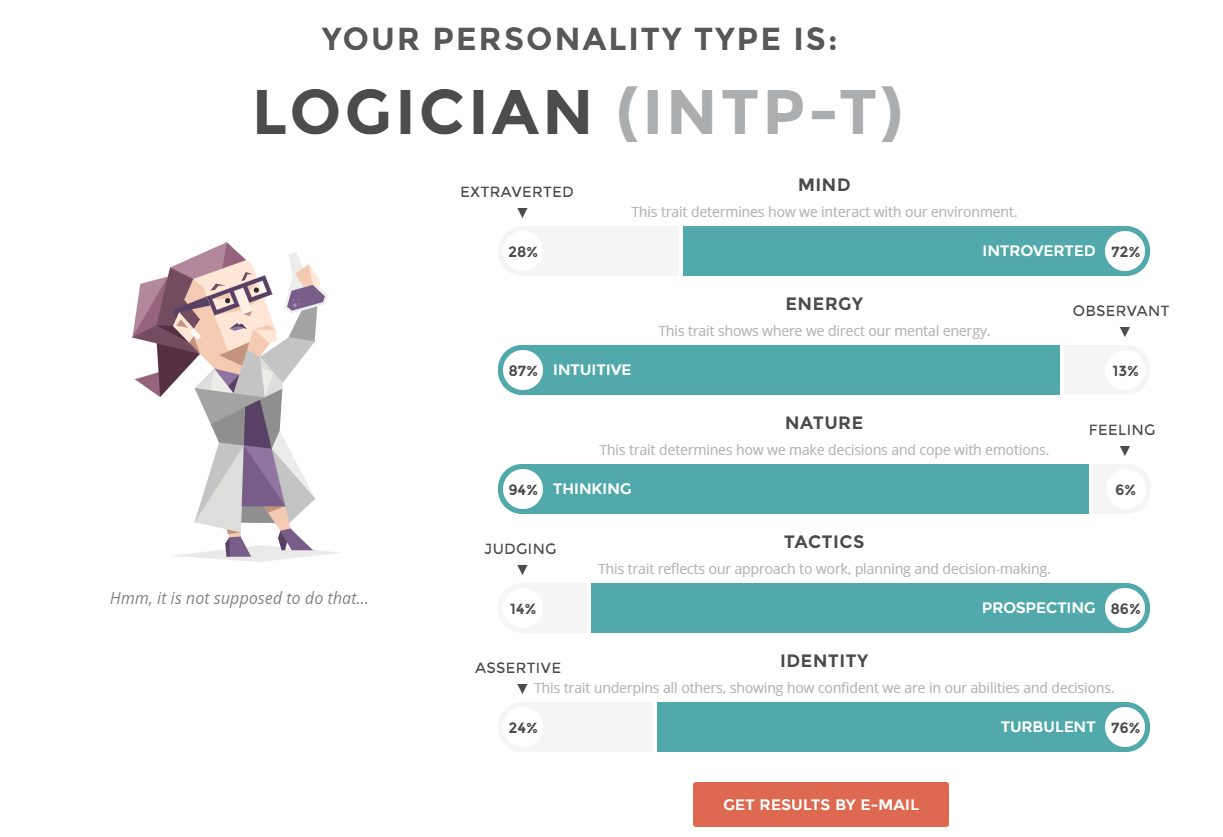 YOUR PERSONALITY TYPE IS:
LOGICIAN (INTP-T)
MIND
EXTRAVERTED
This trait determines how we interact with our environment.
28% INTROVERTED 72%
ENERGY
OBSERVANT
This trait shows where we direct our mental energy.
87% INTUITIVE 13%
NATURE
FEELING
This trait determines how we make decisions and cope with emotions.
94% THINKING 6%
TACTICS
JUDGING
This trait reflects our approach to work, planning and decision-making.
14% PROSPECTING 86%
IDENTITY
ASSERTIVE
This trait underpins all others, showing how confident we are in our abilities and decisions.
24% TURBULENT 76%
Hmm, it is not supposed to do that...
GET RESULTS BY E-MAIL